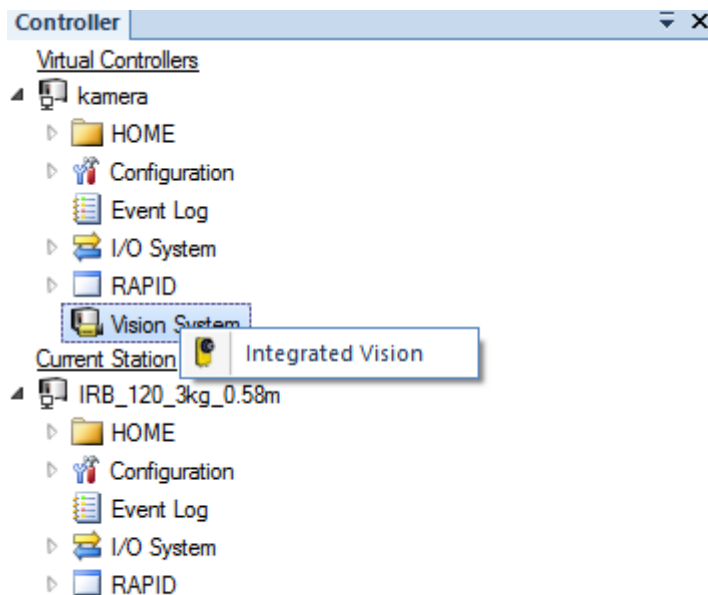 Controller
Virtual Controllers
kamera
HOME
Configuration
Event Log
I/O System
RAPID
Vision System
Integrated Vision
Current Station
IRB_120_3kg_0.58m
HOME
Configuration
Event Log
I/O System
RAPID